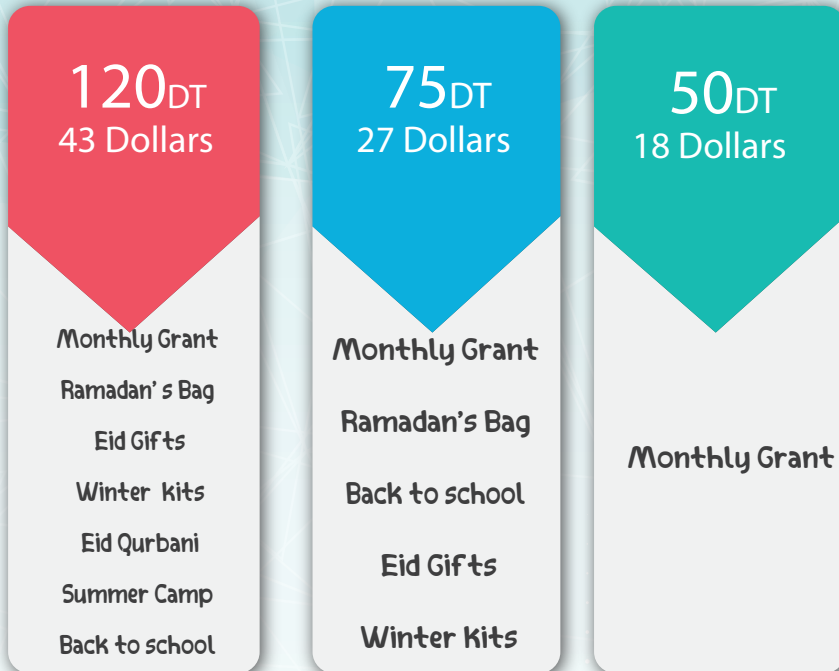 120DT
43 Dollars
Monthly Grant
Ramadan' s Bag
Eid Gifts
Winter kits
Eid Qurbani
Summer Camp
Back to school
75DT
27 Dollars
Monthly Grant
Ramadan's Bag
Back to school
Eid Gifts
Winter Kits
50DT
18 Dollars
Monthly Grant